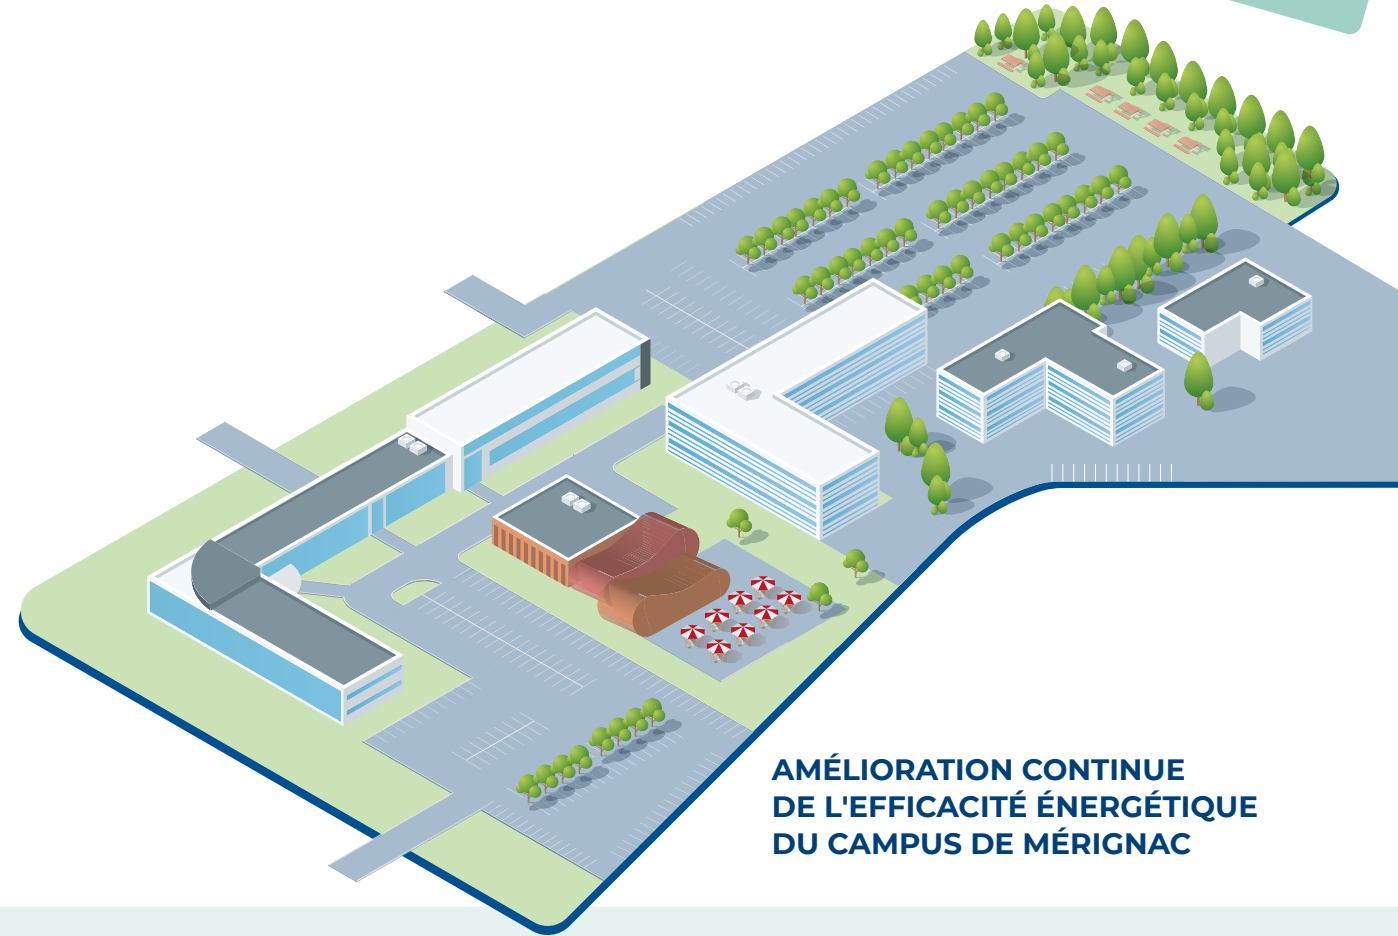 AMÉLIORATION CONTINUE
DE L'EFFICACITÉ ÉNERGÉTIQUE
DU CAMPUS DE MÉRIGNAC